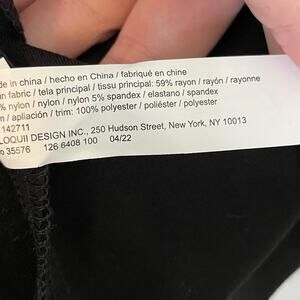 de in china / hecho en China / fabriqué en chine
in fabric / tela principal / tissu principal: 59% rayon / rayón / rayonne
% nylon / nylon / nylon 5% spandex / elastano / spandex
/ apliación / trim: 100% polyester / poliéster / polyester
142711
LOQUII DESIGN INC., 250 Hudson Street, New York, NY 10013
35576 126 6408 100 04/22